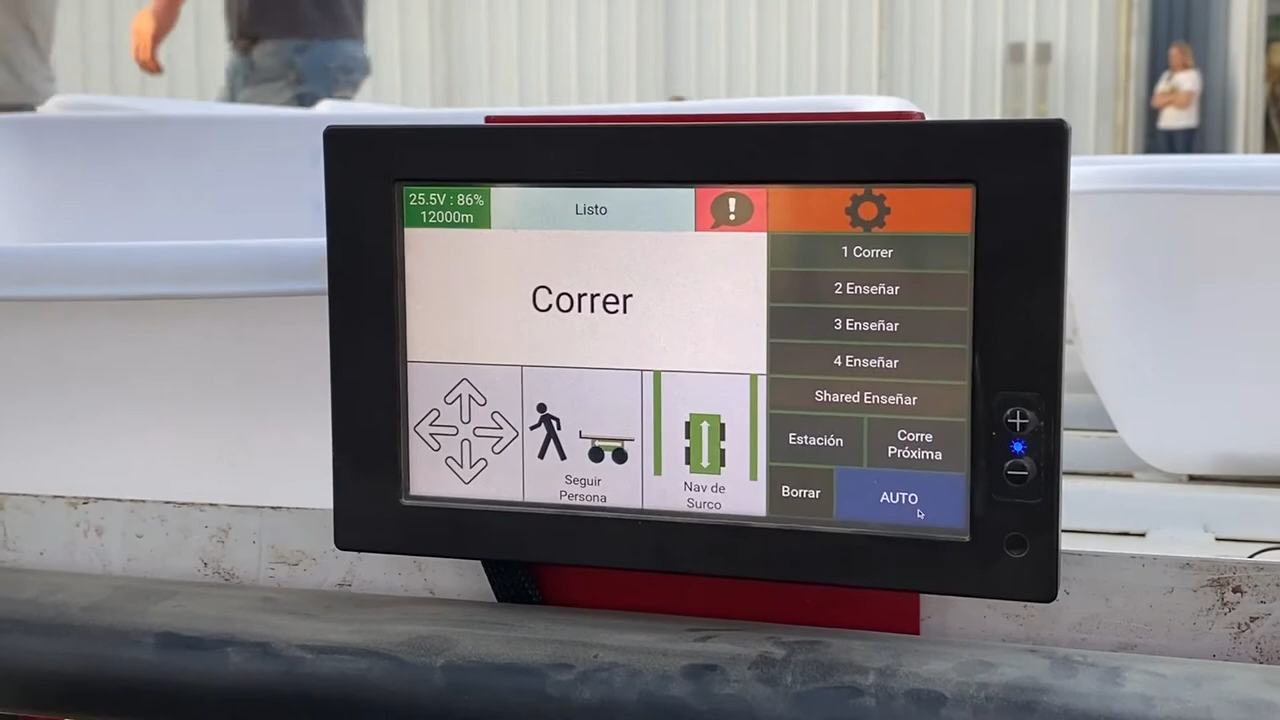 25.5V : 86%
12000m
Listo
Correr
1 Correr
2 Enseñar
3 Enseñar
4 Enseñar
Shared Enseñar
Estación
Corre
Próxima
Borrar
AUTO
Seguir
Persona
Nav de
Surco